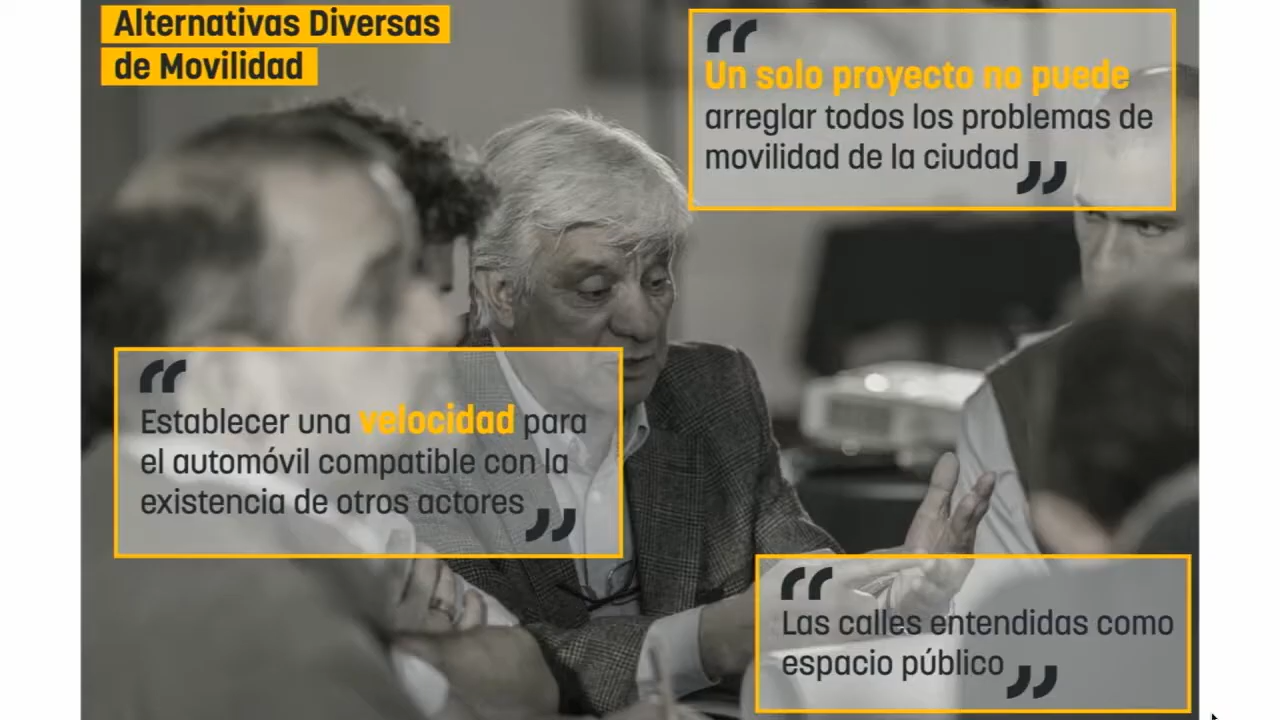 Alternativas Diversas
de Movilidad
“
Un solo proyecto no puede
arreglar todos los problemas de
movilidad de la ciudad”
“
Establecer una velocidad para
el automóvil compatible con la
existencia de otros actores”
“
Las calles entendidas como
espacio público”